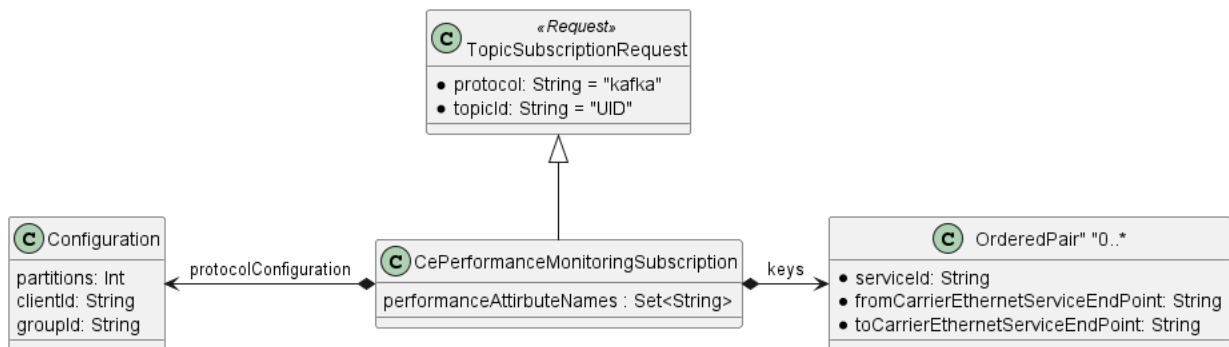 C
«Request»
TopicSubscriptionRequest
protocol: String = "kafka"
topicId: String = "UID"
C Configuration
partitions: Int
clientId: String
groupId: String
protocolConfiguration
C CePerformanceMonitoringSubscription
performanceAttirbuteNames : Set<String>
keys
C OrderedPair" "0..*
serviceId: String
fromCarrierEthernetServiceEndPoint: String
toCarrierEthernetServiceEndPoint: String